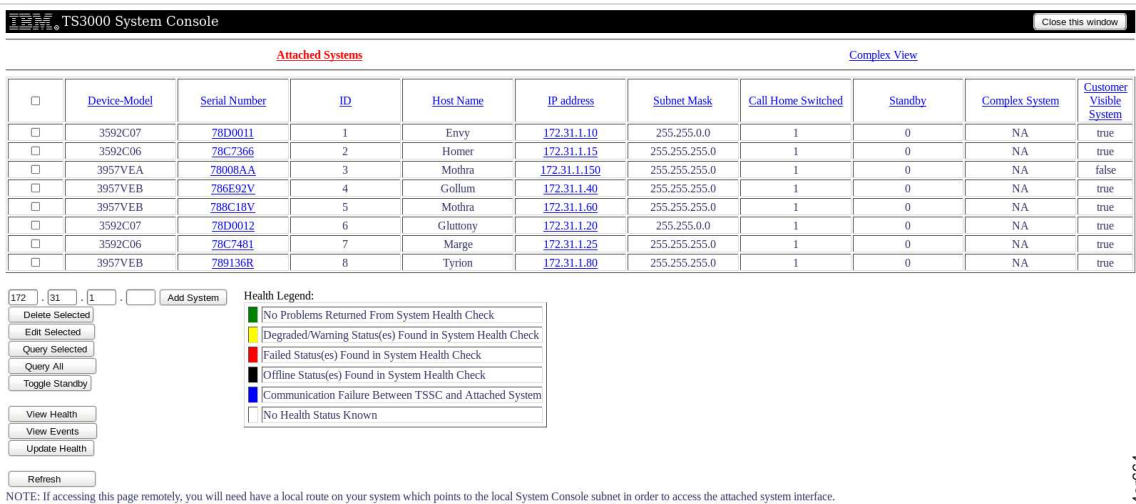 IBM® TS3000 System Console Close this window
Attached Systems Complex View
Device-Model Serial Number ID Host Name IP address Subnet Mask Call Home Switched Standby Complex System Customer Visible System
3592C07 78D0011 1 Envy 172.31.1.10 255.255.0.0 1 0 NA true
3592C06 78C7366 2 Homer 172.31.1.15 255.255.255.0 1 0 NA true
3957VEA 78008AA 3 Mothra 172.31.1.150 255.255.255.0 1 0 NA false
3957VEB 786E92V 4 Gollum 172.31.1.40 255.255.255.0 1 0 NA true
3957VEB 788C18V 5 Mothra 172.31.1.60 255.255.255.0 1 0 NA true
3592C07 78D0012 6 Gluttony 172.31.1.20 255.255.0.0 1 0 NA true
3592C06 78C7481 7 Marge 172.31.1.25 255.255.255.0 1 0 NA true
3957VEB 789136R 8 Tyrion 172.31.1.80 255.255.255.0 1 0 NA true
172 . 31 . 1 . Add System
Delete Selected
Edit Selected
Query Selected
Query All
Toggle Standby
View Health
View Events
Update Health
Refresh
Health Legend:
No Problems Returned From System Health Check
Degraded/Warning Status(es) Found in System Health Check
Failed Status(es) Found in System Health Check
Offline Status(es) Found in System Health Check
Communication Failure Between TSSC and Attached System
No Health Status Known
NOTE: If accessing this page remotely, you will need have a local route on your system which points to the local System Console subnet in order to access the attached system interface.